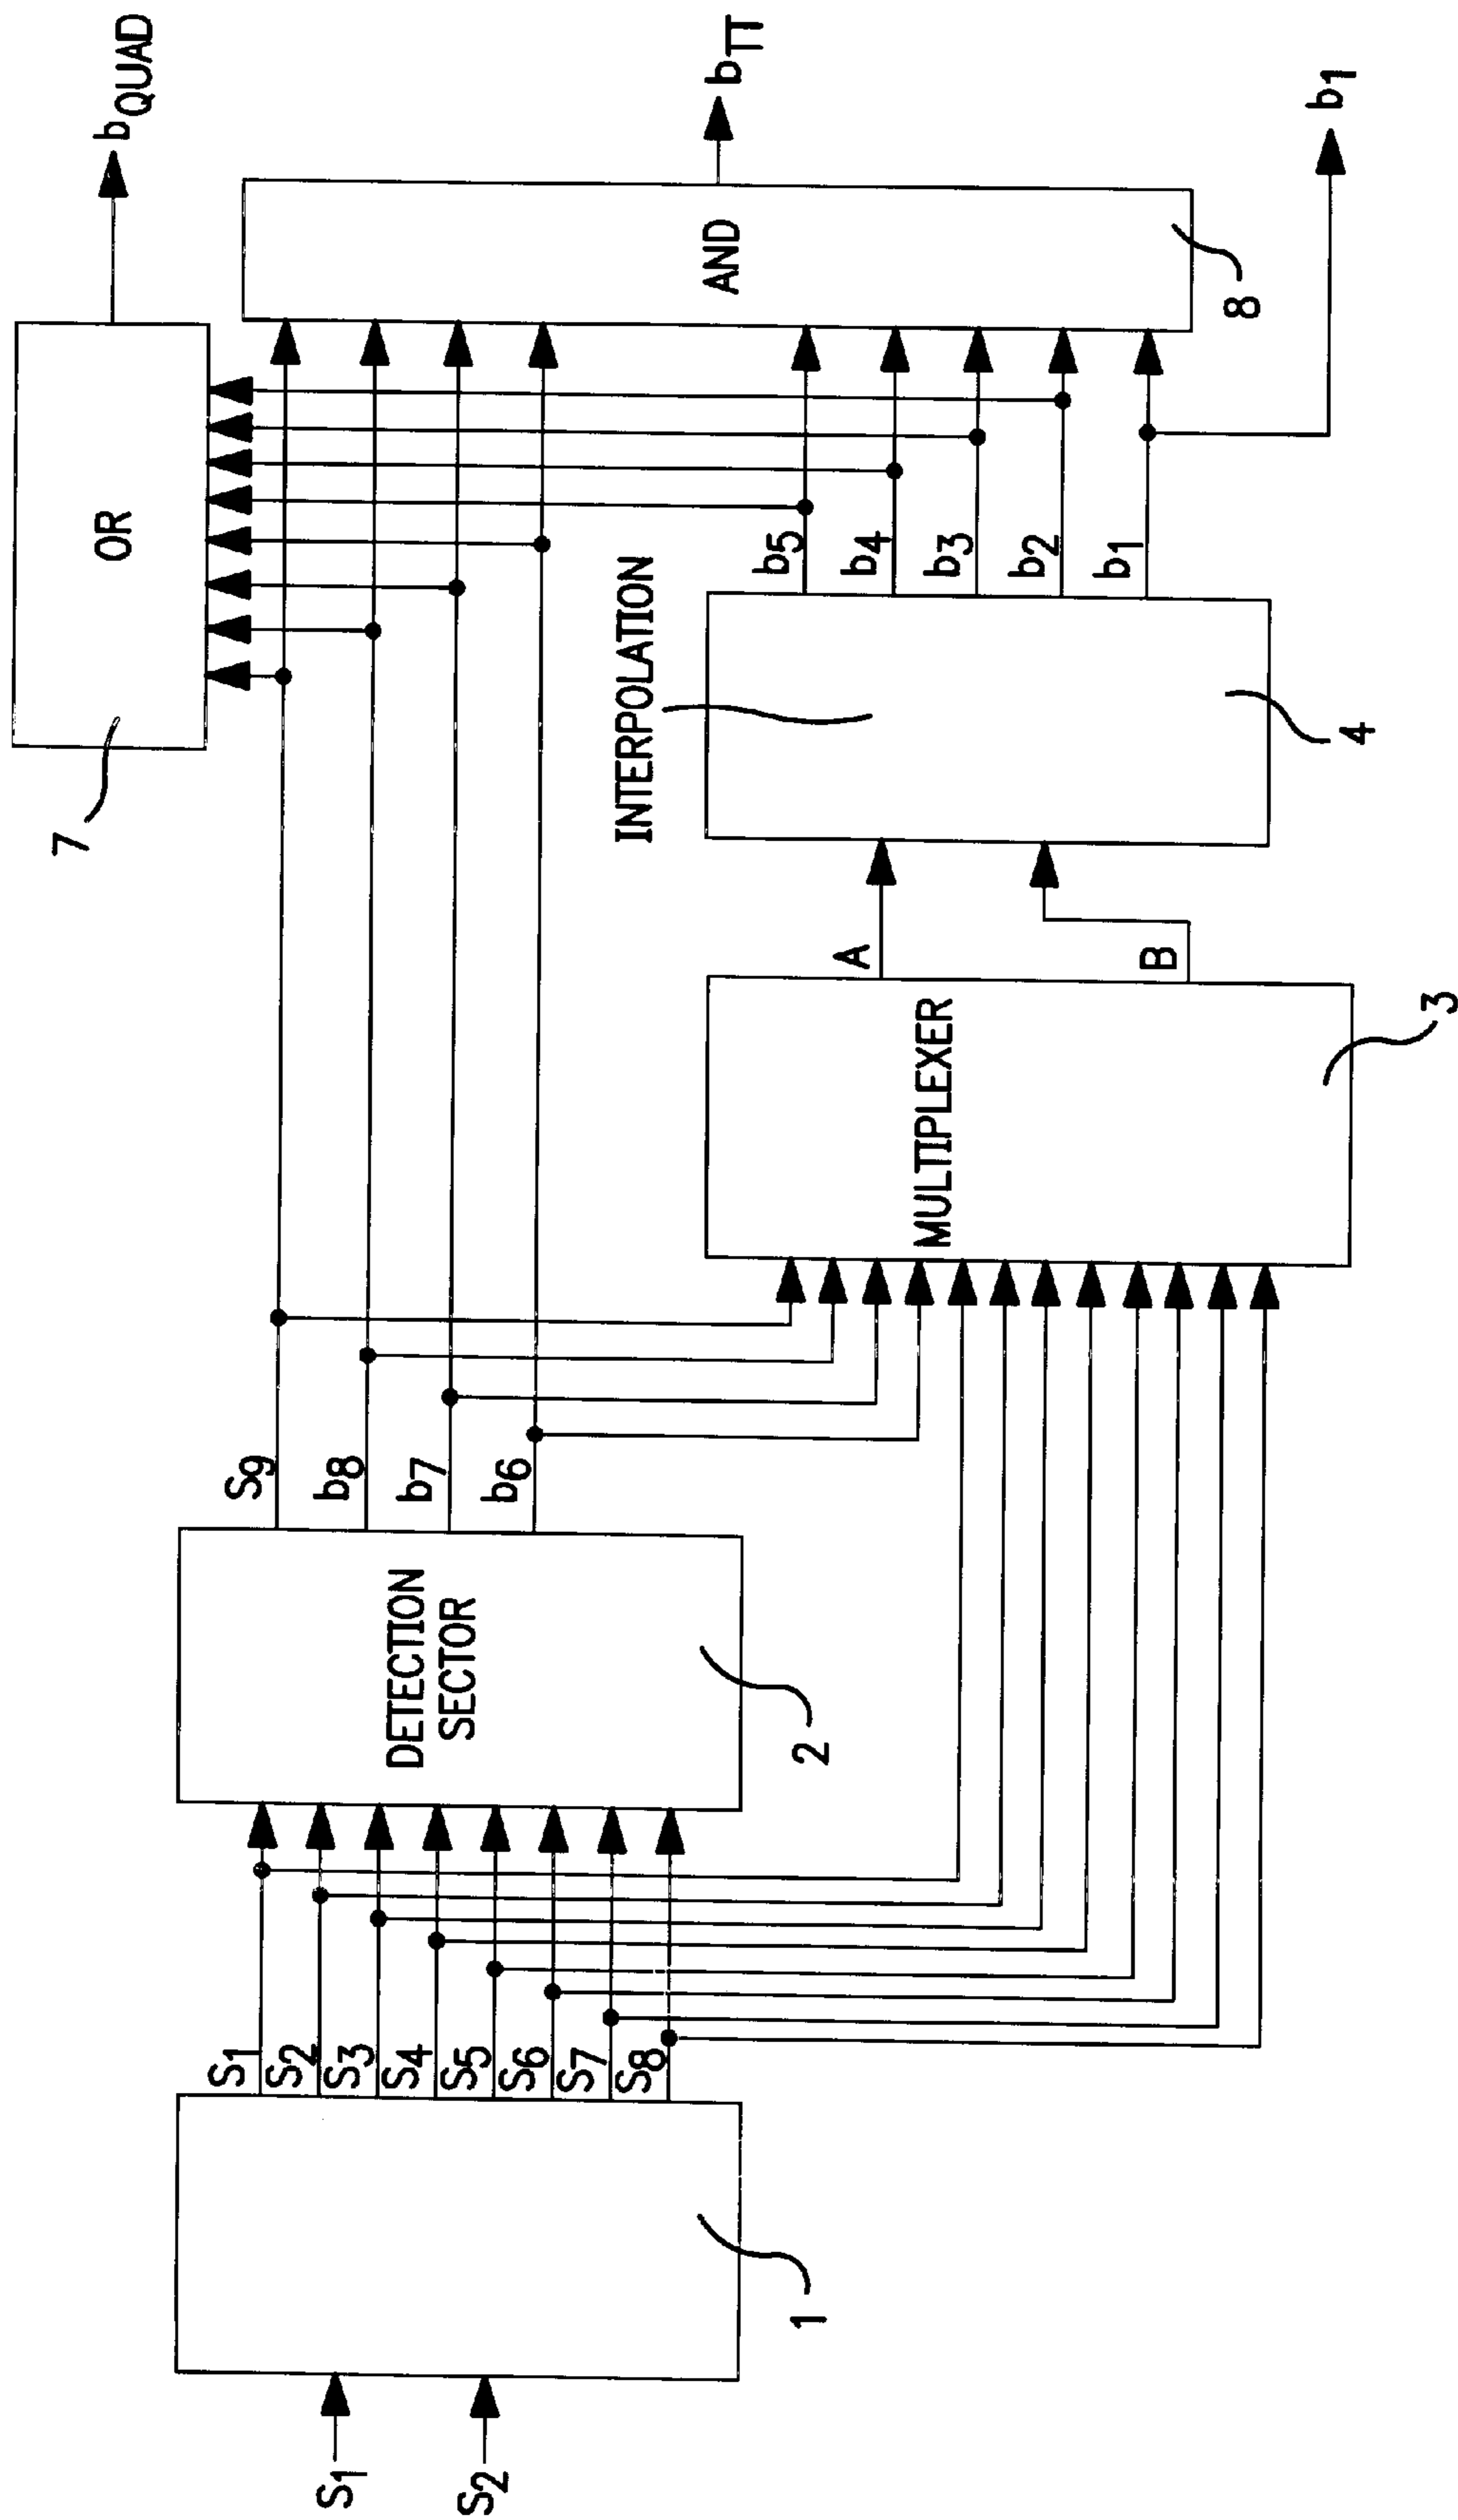 S1
S2
1
S1
S2
S3
S4
S5
S6
S7
S8
DETECTION
SECTOR
2
S9
b8
b7
b6
MULTIPLEXER
3
A
B
INTERPOLATION
4
b5
b4
b3
b2
b1
OR
7
AND
8
bQUAD
bTT
b1